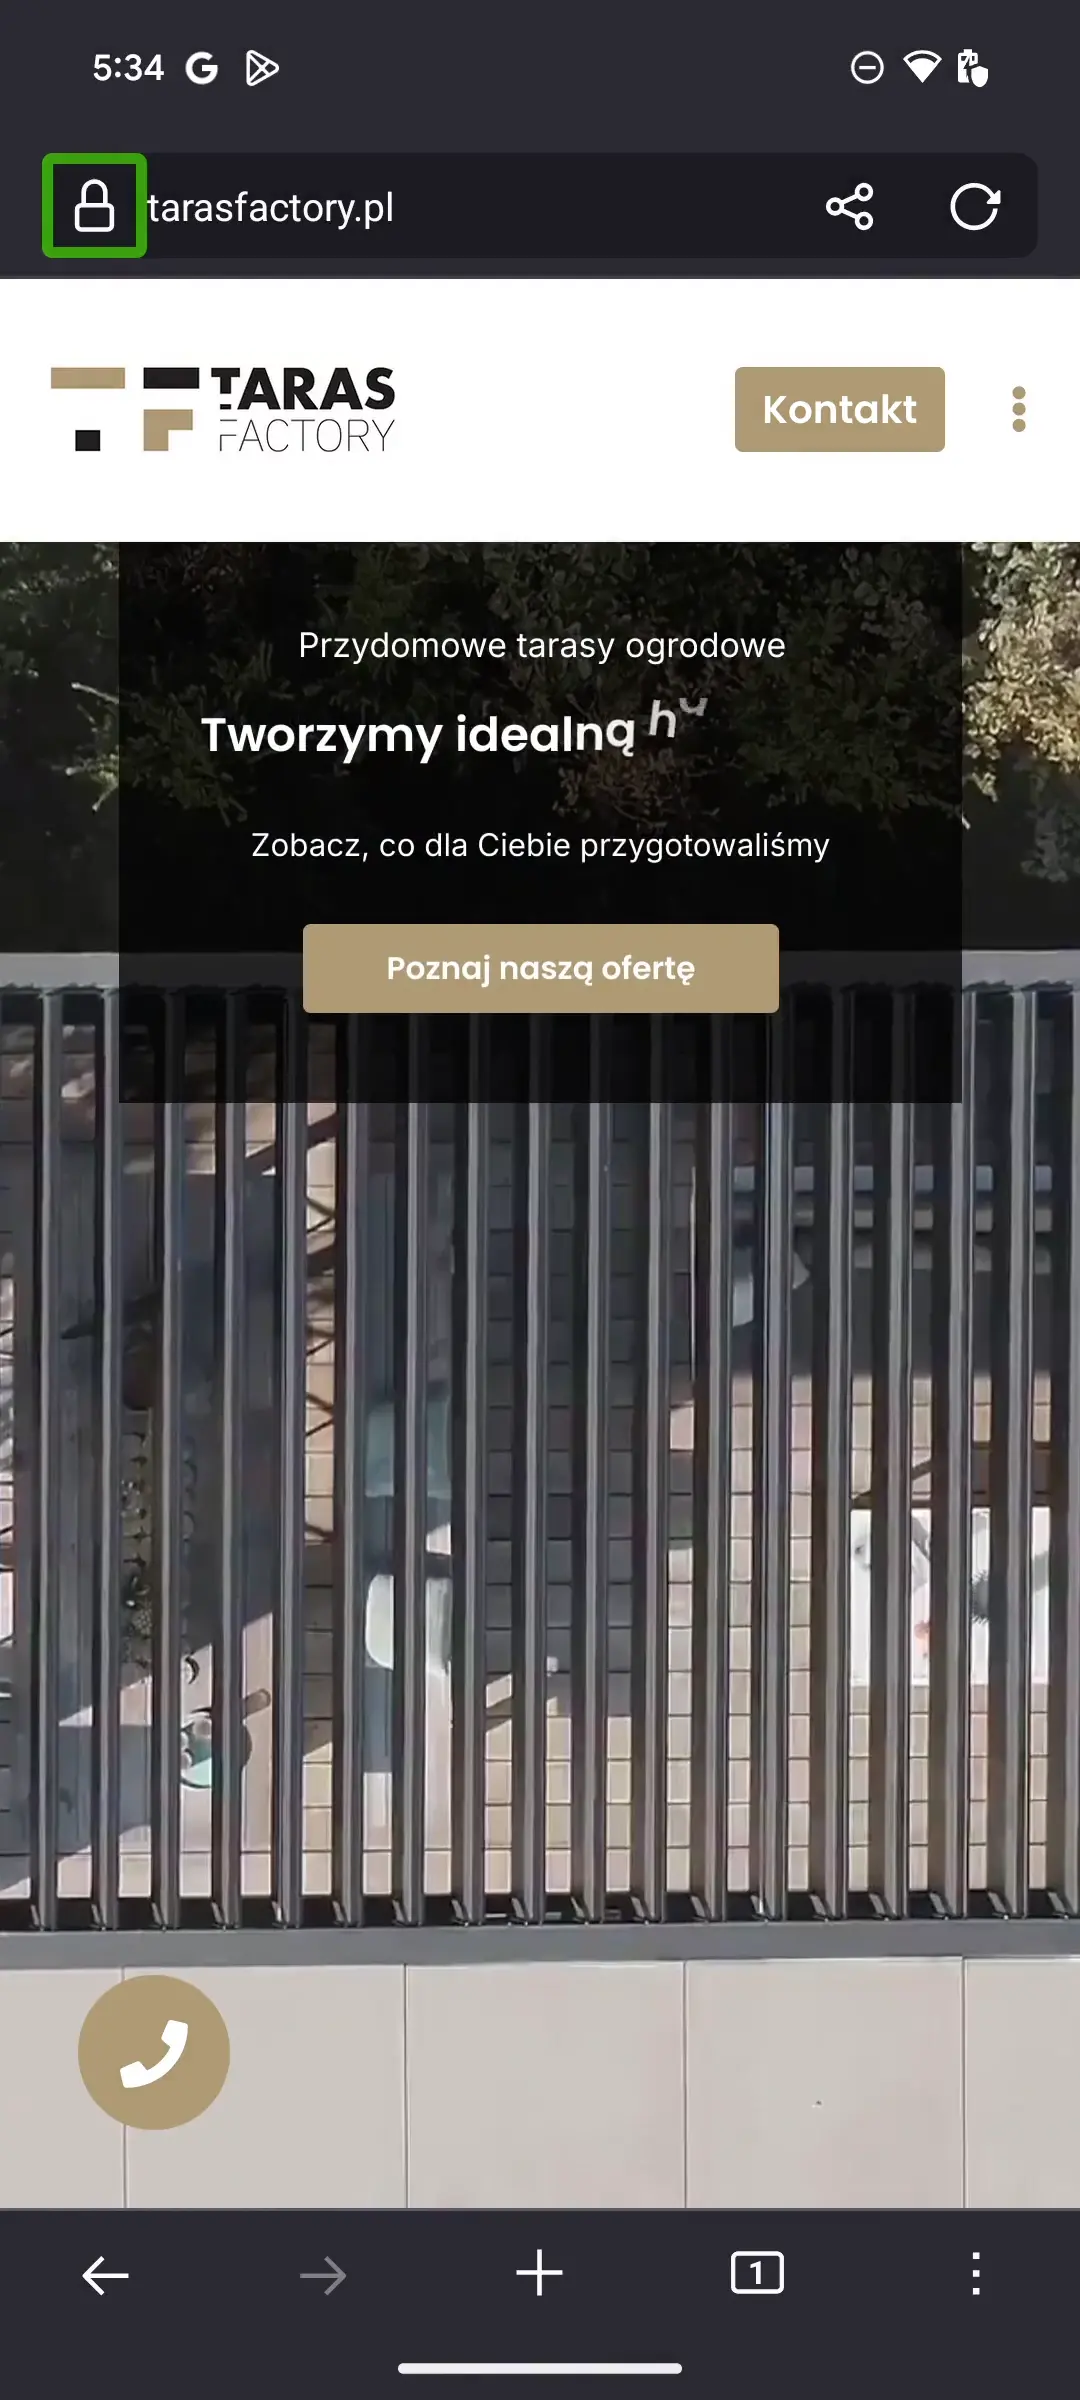 5:34
tarasfactory.pl
TARAS
FACTORY
Kontakt
Przydomowe tarasy ogrodowe
Tworzymy idealną
Zobacz, co dla Ciebie przygotowaliśmy
Poznaj naszą ofertę
1